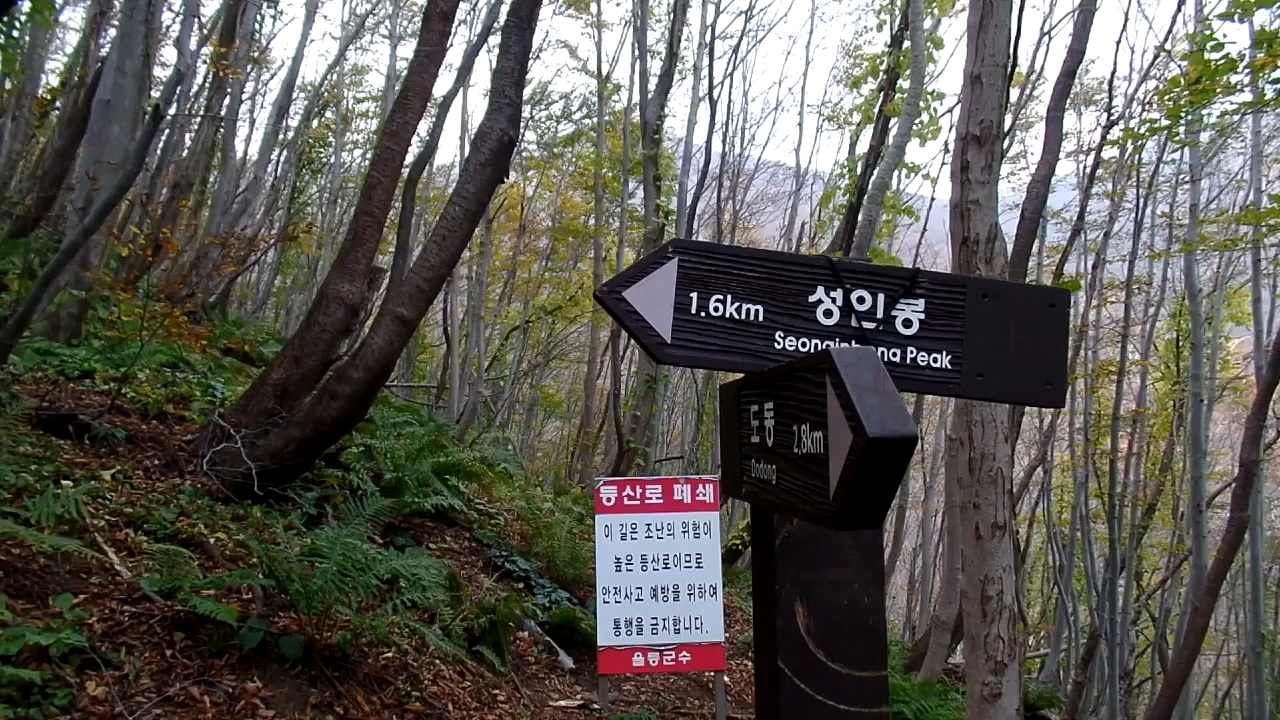 1.6km 성인봉
Seonginbong Peak
도동 2.8km
Dodong
등산로 폐쇄
이 길은 조난의 위험이
높은 등산로이므로
안전사고 예방을 위하여
통행을 금지합니다.
울릉군수